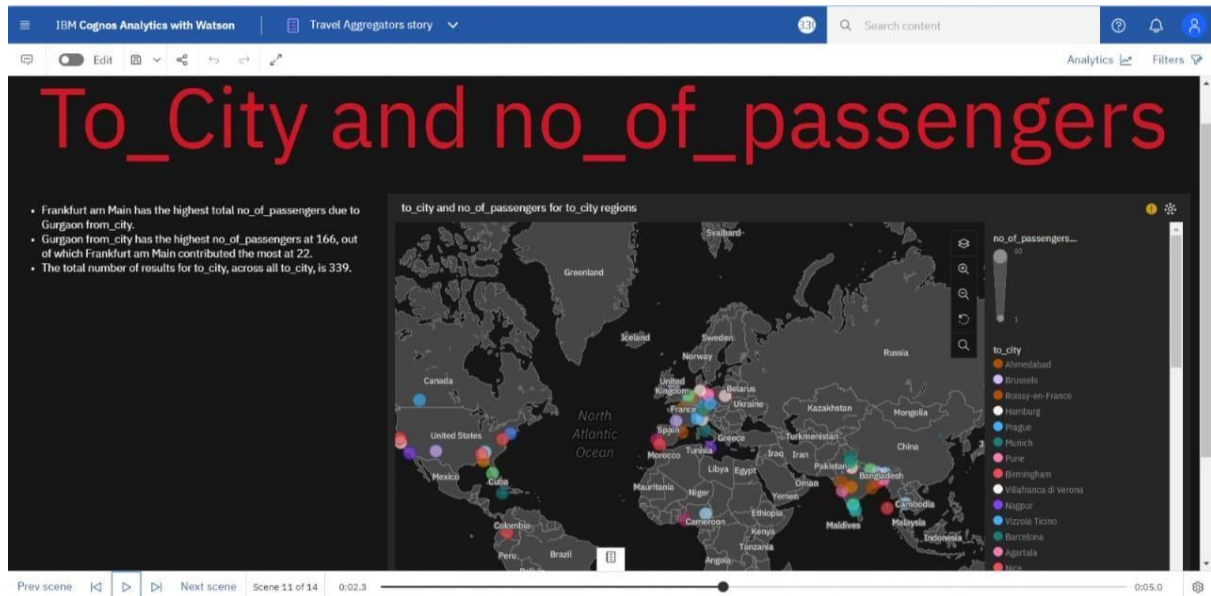 IBM Cognos Analytics with Watson
Travel Aggregators story
Search content
Edit
Analytics
Filters
To_City and no_of_passengers
• Frankfurt am Main has the highest total no_of_passengers due to
Gurgaon from_city.
• Gurgaon from_city has the highest no_of_passengers at 166, out
of which Frankfurt am Main contributed the most at 22.
• The total number of results for to_city, across all to_city, is 339.
to_city and no_of_passengers for to_city regions
Svalbard
Greenland
Iceland
Sweden
Norway
Russia
Canada
United
Kingdom
Belarus
Ukraine
France
Kazakhstan
Mongolia
North
Atlantic
Ocean
United States
Spain
Greece
Turkmenistan
China
Morocco
Tunisia
Iraq
Iran
Pakistan
Mexico
Cuba
Libya
Egypt
Bangladesh
Oman
Mauritania
Niger
Yemen
Cambodia
Colombia
Cameroon
Ethiopia
Kenya
Maldives
Malaysia
Indonesia
Peru
Brazil
Tanzania
Angola
no_of_passengers...
60
1
to_city
Ahmedabad
Brussels
Roissy-en-France
Hamburg
Prague
Munich
Pune
Birmingham
Villafranca di Verona
Nagpur
Vizzola Ticino
Barcelona
Agartala
Nice
Prev scene
Next scene
Scene 11 of 14
0:02.3
0:05.0